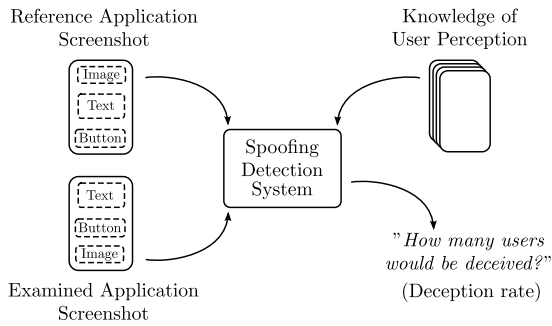 Reference Application
Screenshot
Image
Text
Button
Knowledge of
User Perception
Spoofing
Detection
System
Text
Button
Image
Examined Application
Screenshot
"How many users
would be deceived?"
(Deception rate)